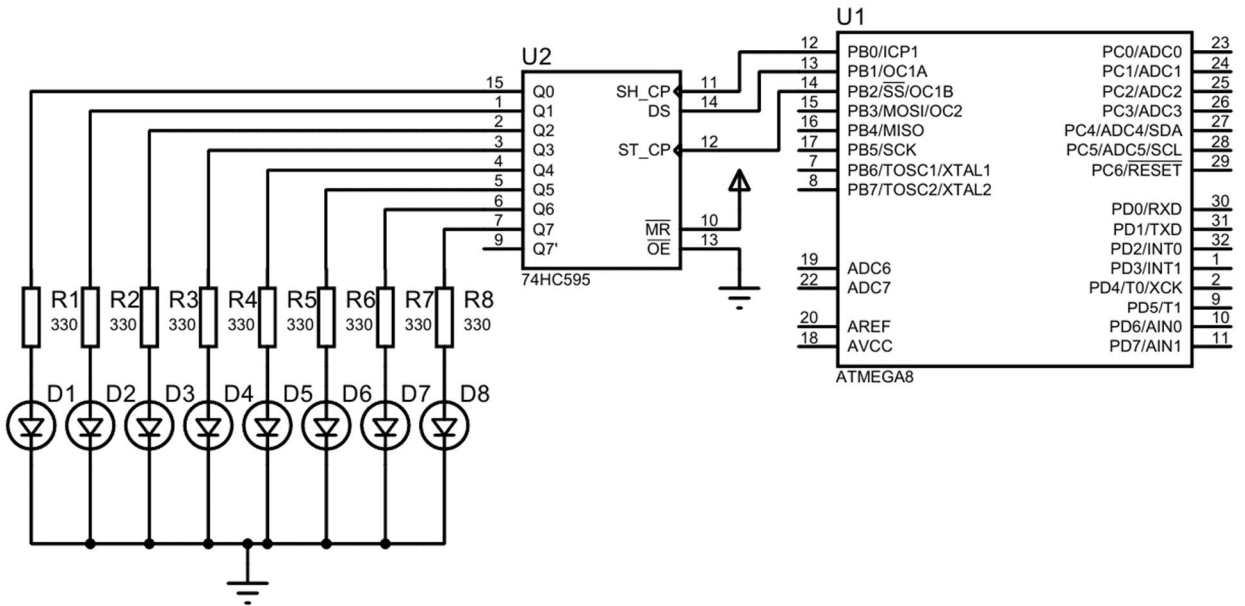 U1
12 PB0/ICP1 PC0/ADC0 23
13 PB1/OC1A PC1/ADC1 24
14 PB2/SS/OC1B PC2/ADC2 25
15 PB3/MOSI/OC2 PC3/ADC3 26
16 PB4/MISO PC4/ADC4/SDA 27
17 PB5/SCK PC5/ADC5/SCL 28
7 PB6/TOSC1/XTAL1 PC6/RESET 29
8 PB7/TOSC2/XTAL2
PD0/RXD 30
PD1/TXD 31
PD2/INT0 32
19 ADC6 PD3/INT1 1
22 ADC7 PD4/T0/XCK 2
PD5/T1 9
20 AREF PD6/AIN0 10
18 AVCC PD7/AIN1 11
ATMEGA8
U2
15 Q0 SH_CP 11
1 Q1 DS 14
2 Q2
3 Q3 ST_CP 12
4 Q4
5 Q5
6 Q6
7 Q7 MR 10
9 Q7' OE 13
74HC595
R1 R2 R3 R4 R5 R6 R7 R8
330 330 330 330 330 330 330 330
D1 D2 D3 D4 D5 D6 D7 D8